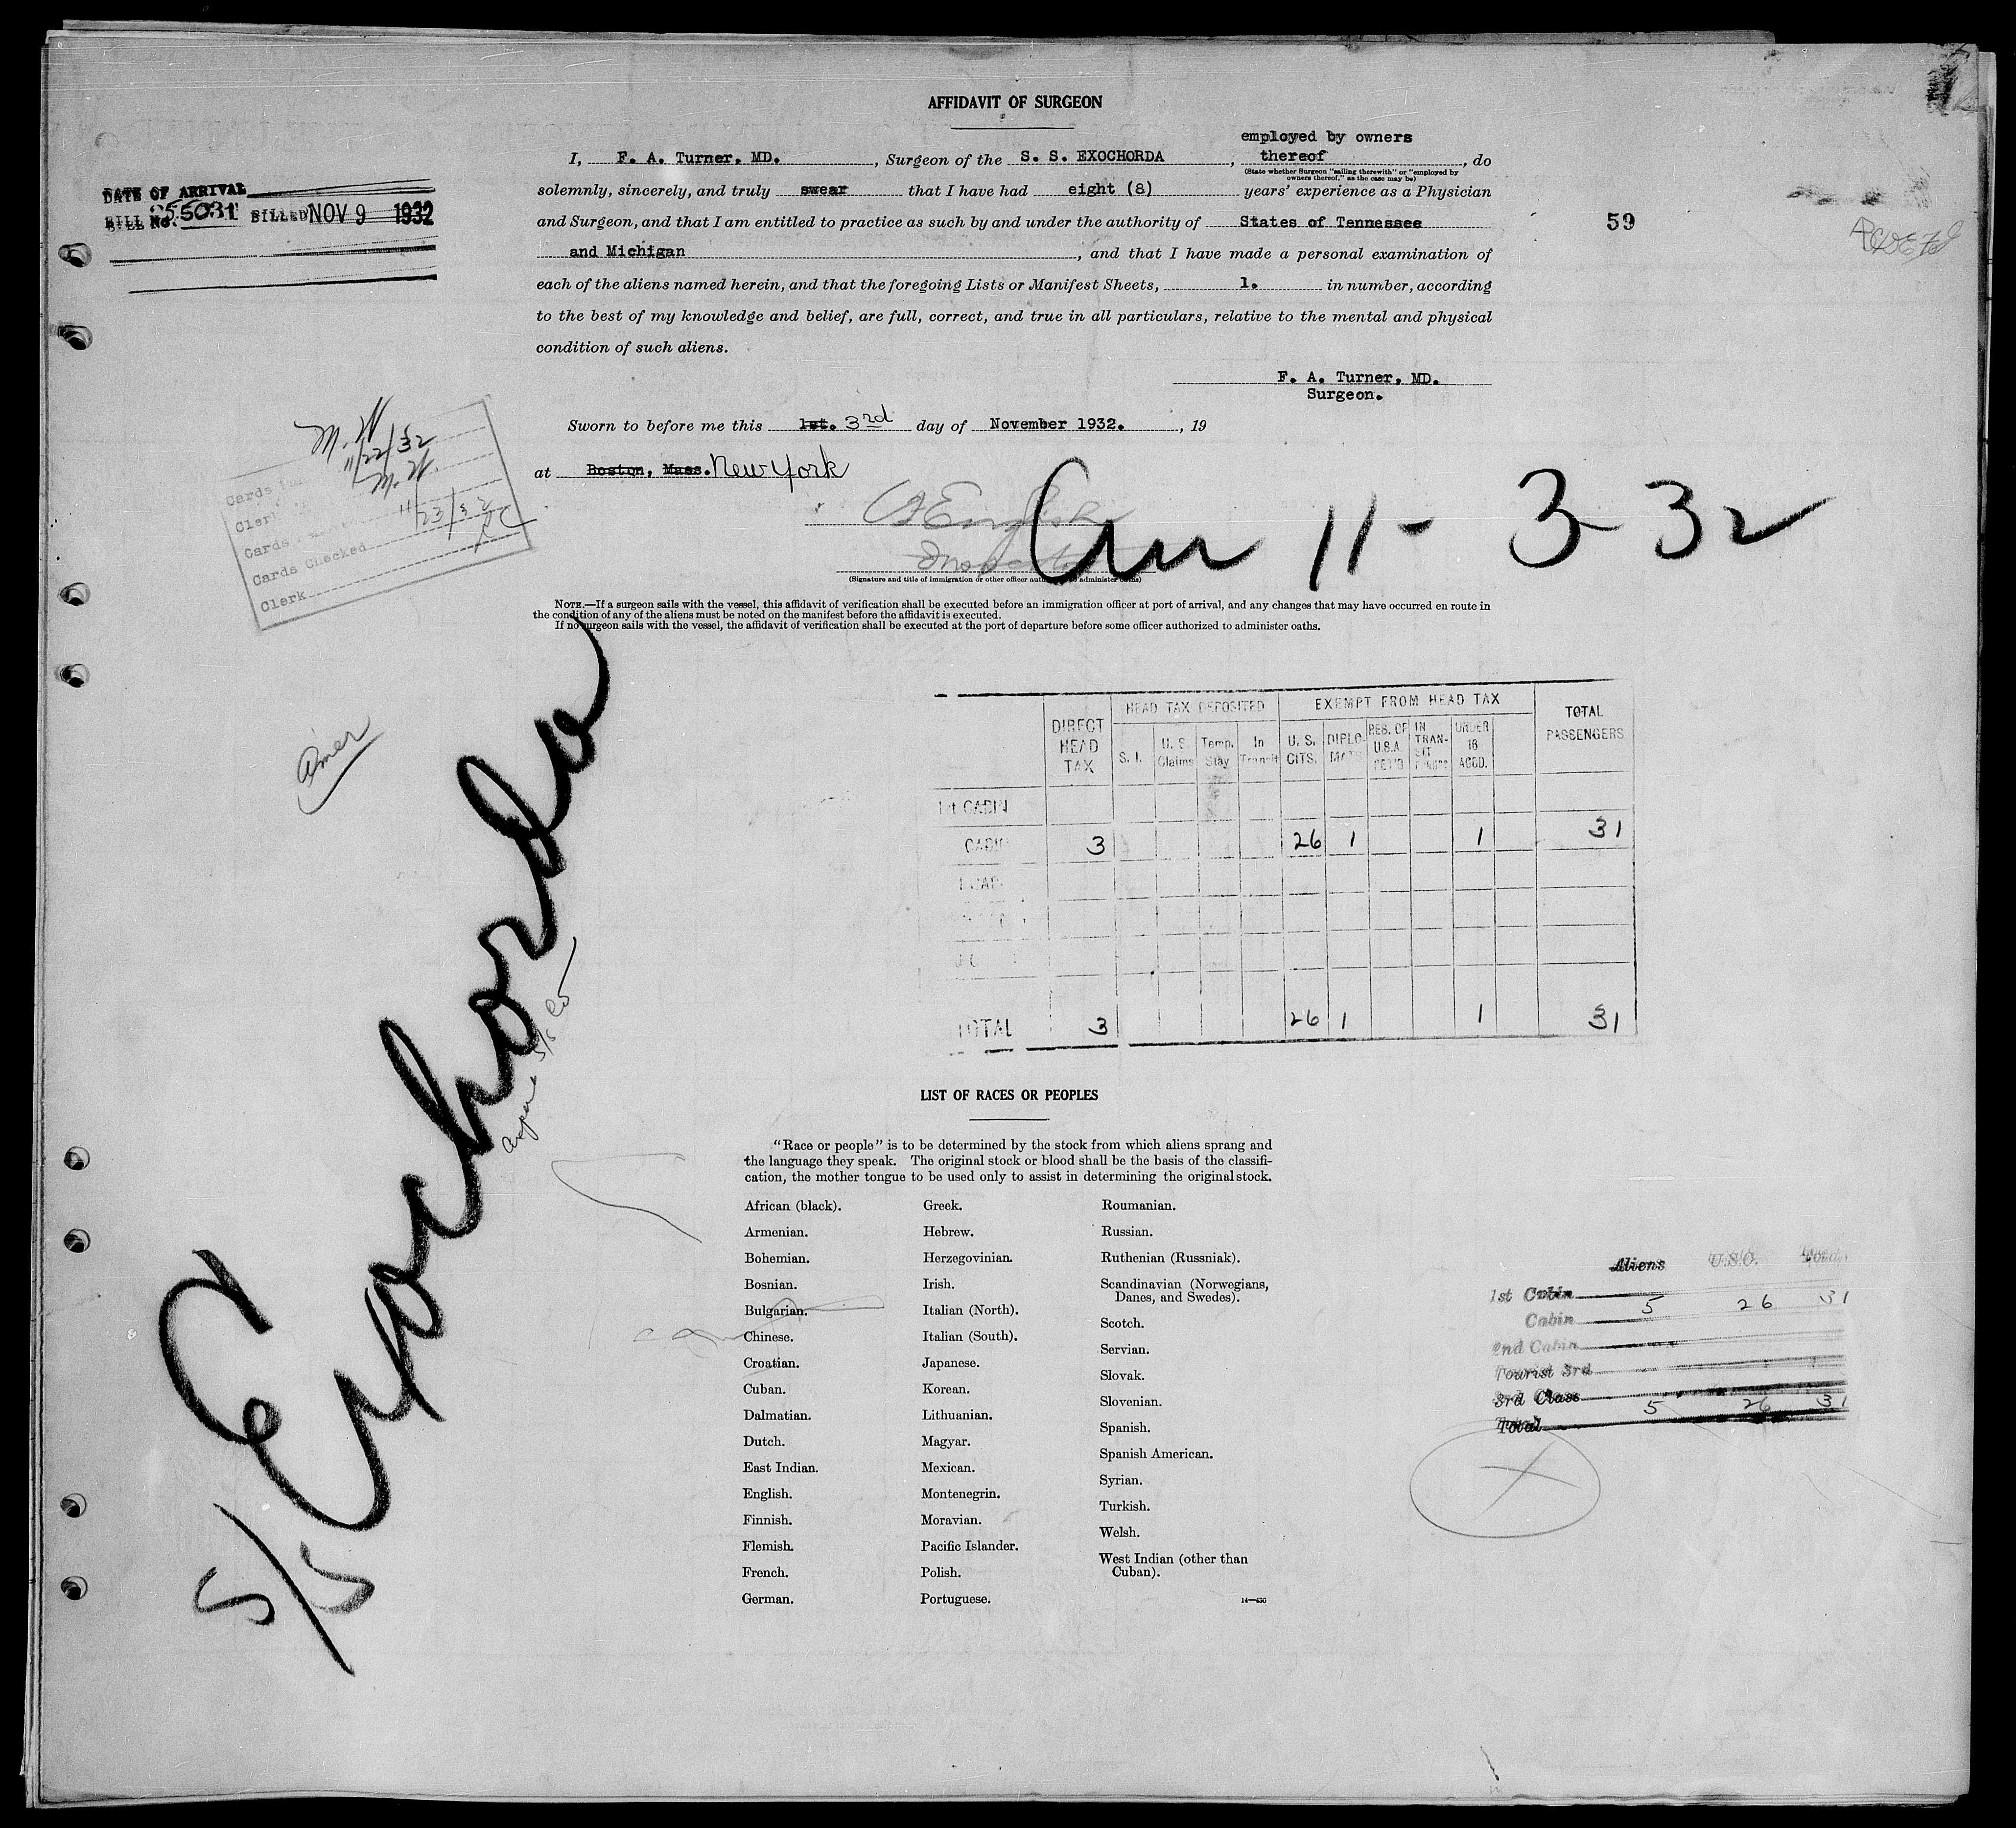 AFFIDAVIT OF SURGEON
employed by owners
I, F. A. Turner, MD. , Surgeon of the S. S. EXOCHORDA , thereof , do
(State whether Surgeon "sailing therewith" or "employed by
owners thereof," as the case may be)
solemnly, sincerely, and truly swear that I have had eight (8) years' experience as a Physician
and Surgeon, and that I am entitled to practice as such by and under the authority of States of Tennessee
and Michigan , and that I have made a personal examination of
each of the aliens named herein, and that the foregoing Lists or Manifest Sheets, 1. in number, according
to the best of my knowledge and belief, are full, correct, and true in all particulars, relative to the mental and physical
condition of such aliens.
F. A. Turner, MD.
Surgeon.
Sworn to before me this 1st. 3rd day of November 1932. , 19
at Boston, Mass. New York
(Signature and title of immigration or other officer authorized to administer oaths)
11-3-32
NOTE.—If a surgeon sails with the vessel, this affidavit of verification shall be executed before an immigration officer at port of arrival, and any changes that may have occurred en route in
the condition of any of the aliens must be noted on the manifest before the affidavit is executed.
If no surgeon sails with the vessel, the affidavit of verification shall be executed at the port of departure before some officer authorized to administer oaths.
DATE OF ARRIVAL
BILL No. 55031 BILLED NOV 9 1932
59
M.H.
11/22/32
Clerk
Cards
11/23/32
Cards Checked
Clerk
Amer
S/S Exochorda
DIRECT HEAD TAX
HEAD TAX DEPOSITED
EXEMPT FROM HEAD TAX
TOTAL PASSENGERS
S. I. U. S. Claims Temp. Stay In Transit U. S. CITS. DIPLOMATS RES. OF U.S.A. RET'D IN TRANSIT UNDER 16 ACCD.
1st CABIN
CABIN 3 26 1 1 31
TOTAL 3 26 1 1 31
LIST OF RACES OR PEOPLES
"Race or people" is to be determined by the stock from which aliens sprang and
the language they speak. The original stock or blood shall be the basis of the classifi-
cation, the mother tongue to be used only to assist in determining the original stock.
African (black).
Armenian.
Bohemian.
Bosnian.
Bulgarian.
Chinese.
Croatian.
Cuban.
Dalmatian.
Dutch.
East Indian.
English.
Finnish.
Flemish.
French.
German.
Greek.
Hebrew.
Herzegovinian.
Irish.
Italian (North).
Italian (South).
Japanese.
Korean.
Lithuanian.
Magyar.
Mexican.
Montenegrin.
Moravian.
Pacific Islander.
Polish.
Portuguese.
Roumanian.
Russian.
Ruthenian (Russniak).
Scandinavian (Norwegians,
Danes, and Swedes).
Scotch.
Servian.
Slovak.
Slovenian.
Spanish.
Spanish American.
Syrian.
Turkish.
Welsh.
West Indian (other than
Cuban).
14—430
Aliens U.S.C. Total
1st Cabin
Cabin 5 26 31
2nd Cabin
Tourist 3rd
3rd Class
Total 5 26 31